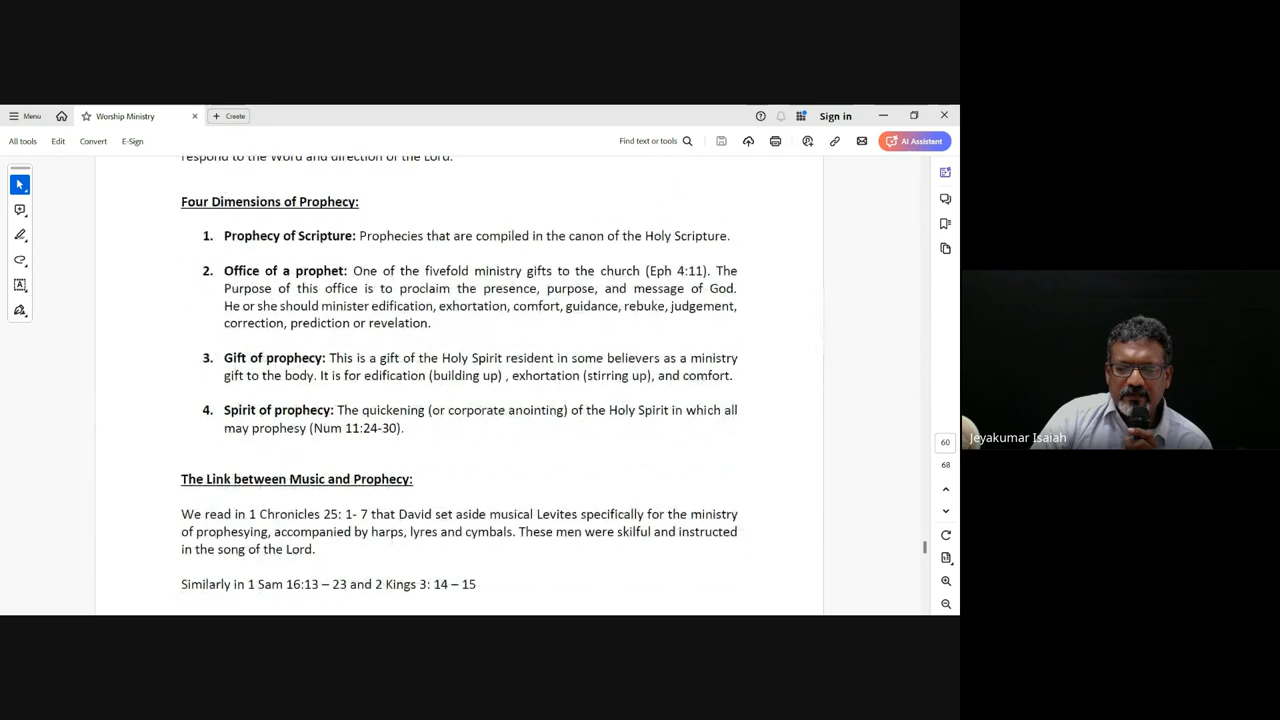 Menu
Worship Ministry
Create
Sign in
All tools
Edit
Convert
E-Sign
Find text or tools
AI Assistant
respond to the Word and direction of the Lord.
Four Dimensions of Prophecy:
1. Prophecy of Scripture: Prophecies that are compiled in the canon of the Holy Scripture.
2. Office of a prophet: One of the fivefold ministry gifts to the church (Eph 4:11). The
Purpose of this office is to proclaim the presence, purpose, and message of God.
He or she should minister edification, exhortation, comfort, guidance, rebuke, judgement,
correction, prediction or revelation.
3. Gift of prophecy: This is a gift of the Holy Spirit resident in some believers as a ministry
gift to the body. It is for edification (building up) , exhortation (stirring up), and comfort.
4. Spirit of prophecy: The quickening (or corporate anointing) of the Holy Spirit in which all
may prophesy (Num 11:24-30).
The Link between Music and Prophecy:
We read in 1 Chronicles 25: 1- 7 that David set aside musical Levites specifically for the ministry
of prophesying, accompanied by harps, lyres and cymbals. These men were skilful and instructed
in the song of the Lord.
Similarly in 1 Sam 16:13 – 23 and 2 Kings 3: 14 – 15
60
68
Jeyakumar Isaiah